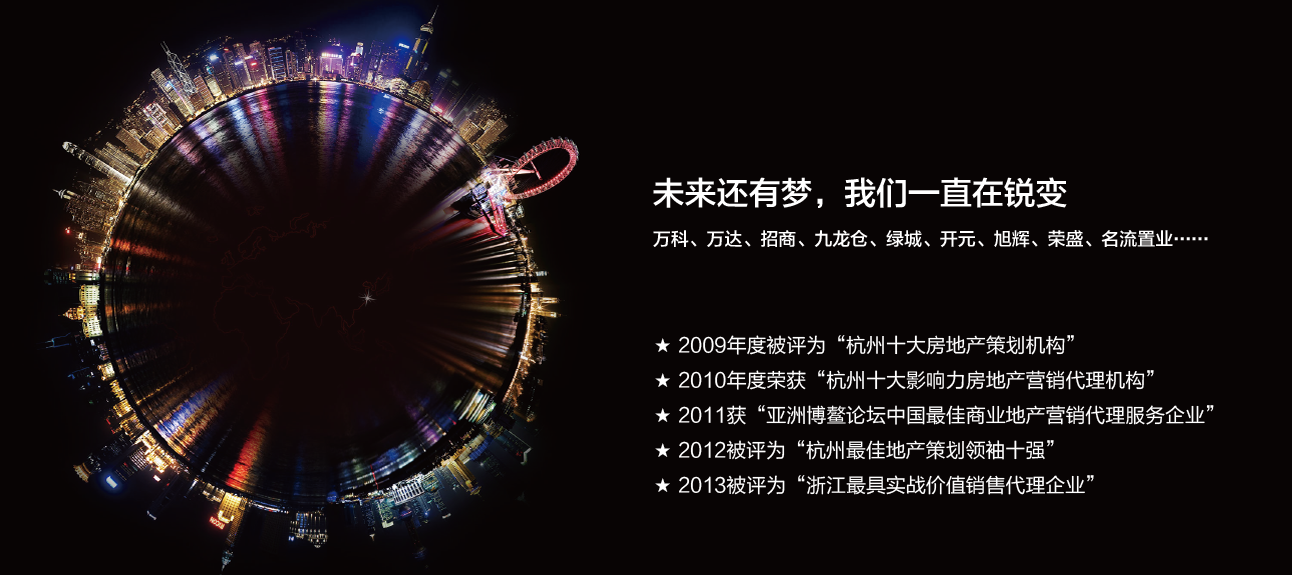 未来还有梦，我们一直在锐变
万科、万达、招商、九龙仓、绿城、开元、旭辉、荣盛、名流置业……
★ 2009年度被评为“杭州十大房地产策划机构”
★ 2010年度荣获“杭州十大影响力房地产营销代理机构”
★ 2011获“亚洲博鳌论坛中国最佳商业地产营销代理服务企业”
★ 2012被评为“杭州最佳地产策划领袖十强”
★ 2013被评为“浙江最具实战价值销售代理企业”